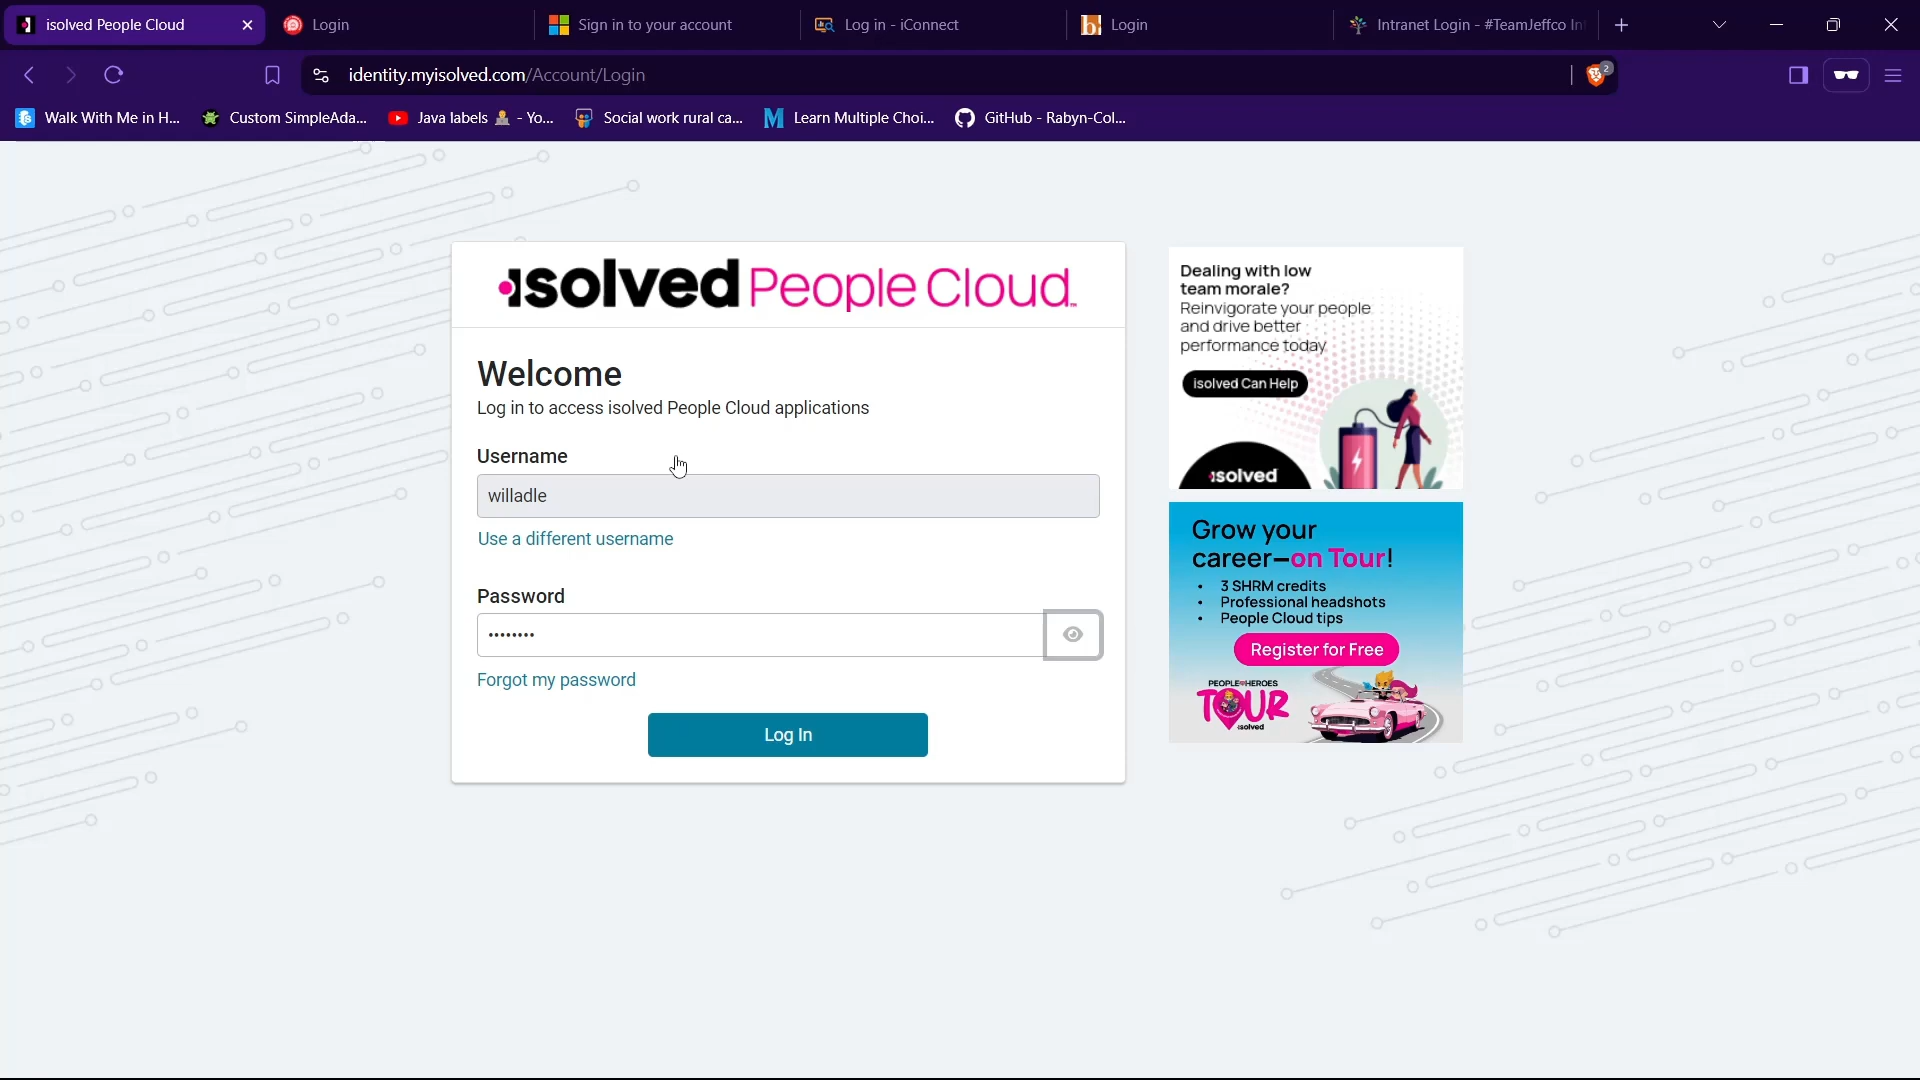 isolved People Cloud
Login
Sign in to your account
Log in - iConnect
Login
Intranet Login - #TeamJeffco In
identity.myisolved.com/Account/Login
2
Walk With Me in H...
Custom SimpleAda...
Java labels 🧑‍💻 - Yo...
Social work rural ca...
Learn Multiple Choi...
GitHub - Rabyn-Col...
isolved People Cloud™
Welcome
Log in to access isolved People Cloud applications
Username
willadle
Use a different username
Password
••••••••
Forgot my password
Log In
Dealing with low
team morale?
Reinvigorate your people
and drive better
performance today
isolved Can Help
isolved
Grow your
career—on Tour!
• 3 SHRM credits
• Professional headshots
• People Cloud tips
Register for Free
PEOPLE♥HEROES
TOUR
isolved